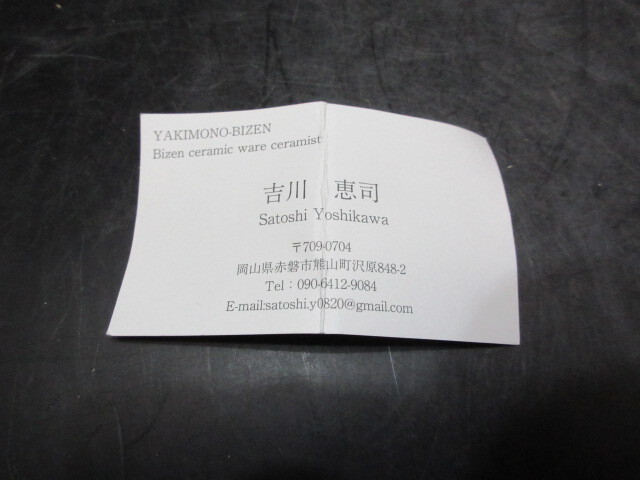 YAKIMONO-BIZEN
Bizen ceramic ware ceramist
吉川 恵司
Satoshi Yoshikawa
〒709-0704
岡山県赤磐市熊山町沢原848-2
Tel：090-6412-9084
E-mail:satoshi.y0820@gmail.com